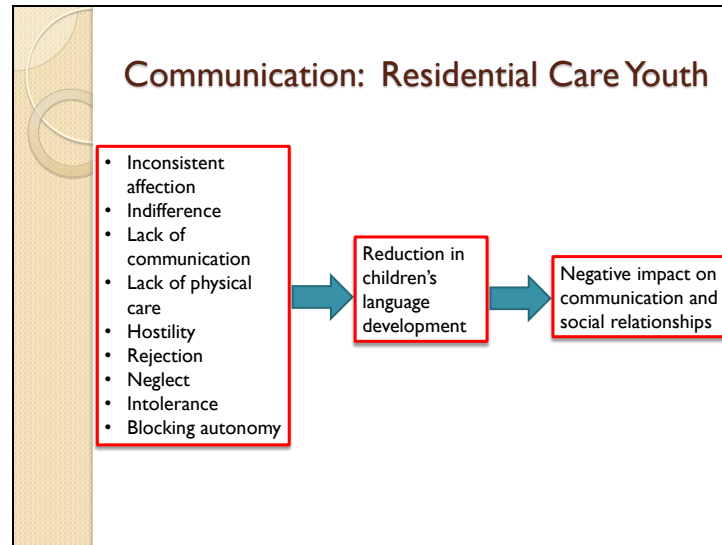 Communication: Residential Care Youth
• Inconsistent
affection
• Indifference
• Lack of
communication
• Lack of physical
care
• Hostility
• Rejection
• Neglect
• Intolerance
• Blocking autonomy
Reduction in
children's
language
development
Negative impact on
communication and
social relationships